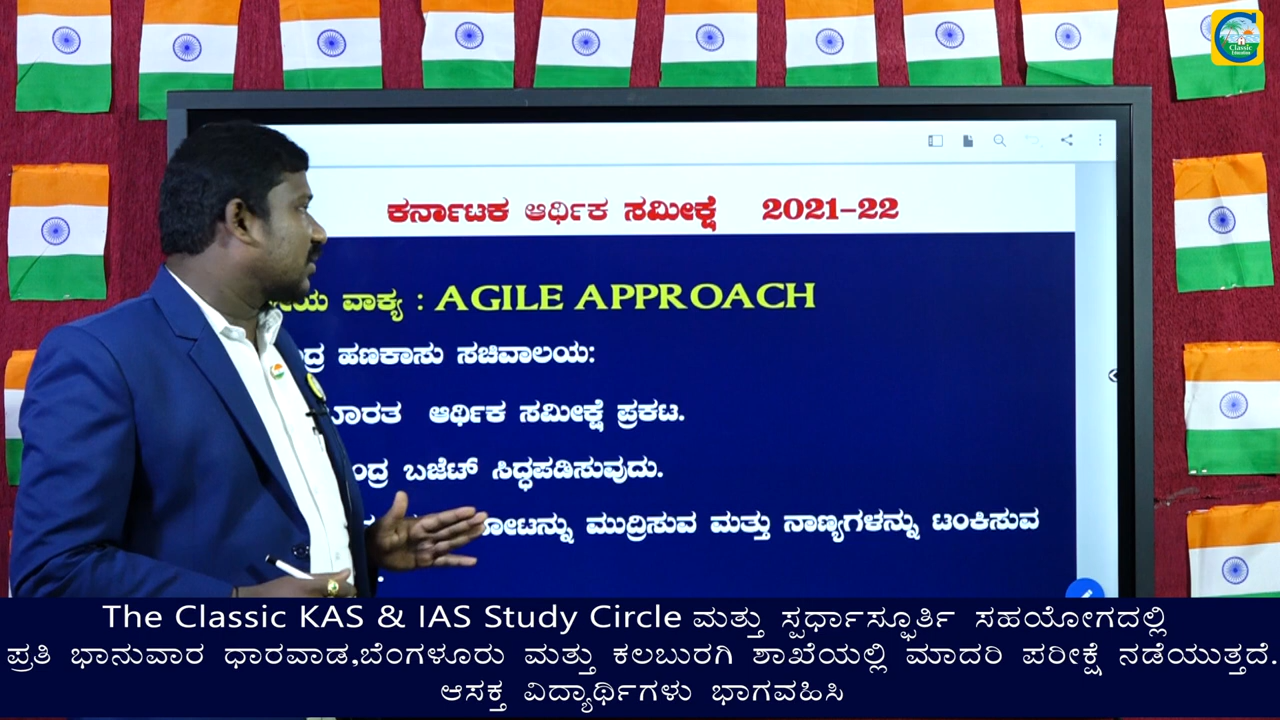 Classic
Education
ಕರ್ನಾಟಕ ಆರ್ಥಿಕ ಸಮೀಕ್ಷೆ 2021-22
ವಾಕ್ಯ : AGILE APPROACH
ಹಣಕಾಸು ಸಚಿವಾಲಯ:
ಆರ್ಥಿಕ ಸಮೀಕ್ಷೆ ಪ್ರಕಟ.
ಬಜೆಟ್ ಸಿದ್ಧಪಡಿಸುವುದು.
ಮುದ್ರಿಸುವ ಮತ್ತು ನಾಣ್ಯಗಳನ್ನು ಟಂಕಿಸುವ
The Classic KAS & IAS Study Circle ಮತ್ತು ಸ್ಪರ್ಧಾಸ್ಫೂರ್ತಿ ಸಹಯೋಗದಲ್ಲಿ
ಪ್ರತಿ ಭಾನುವಾರ ಧಾರವಾಡ,ಬೆಂಗಳೂರು ಮತ್ತು ಕಲಬುರಗಿ ಶಾಖೆಯಲ್ಲಿ ಮಾದರಿ ಪರೀಕ್ಷೆ ನಡೆಯುತ್ತದೆ.
ಆಸಕ್ತ ವಿದ್ಯಾರ್ಥಿಗಳು ಭಾಗವಹಿಸಿ